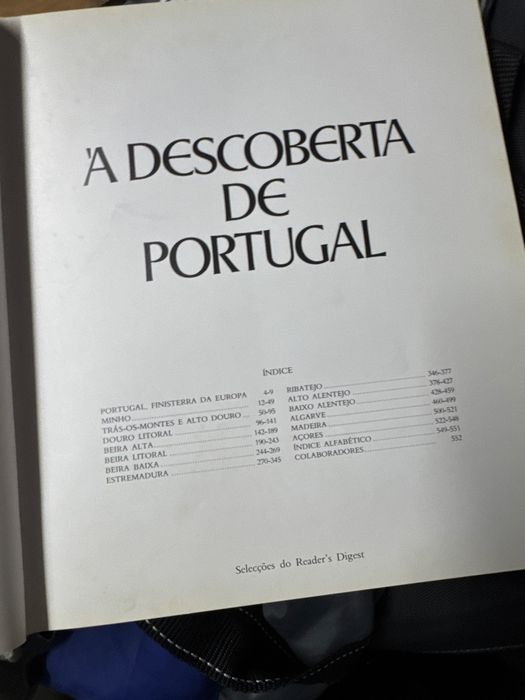 À DESCOBERTA
DE
PORTUGAL
ÍNDICE
PORTUGAL, FINISTERRA DA EUROPA 4-9
MINHO 12-49
TRÁS-OS-MONTES E ALTO DOURO 50-95
DOURO LITORAL 96-141
BEIRA ALTA 142-189
BEIRA LITORAL 190-243
BEIRA BAIXA 244-269
ESTREMADURA 270-345
RIBATEJO 346-377
ALTO ALENTEJO 378-427
BAIXO ALENTEJO 428-459
ALGARVE 460-499
MADEIRA 500-521
AÇORES 522-548
ÍNDICE ALFABÉTICO 549-551
COLABORADORES 552
Selecções do Reader's Digest